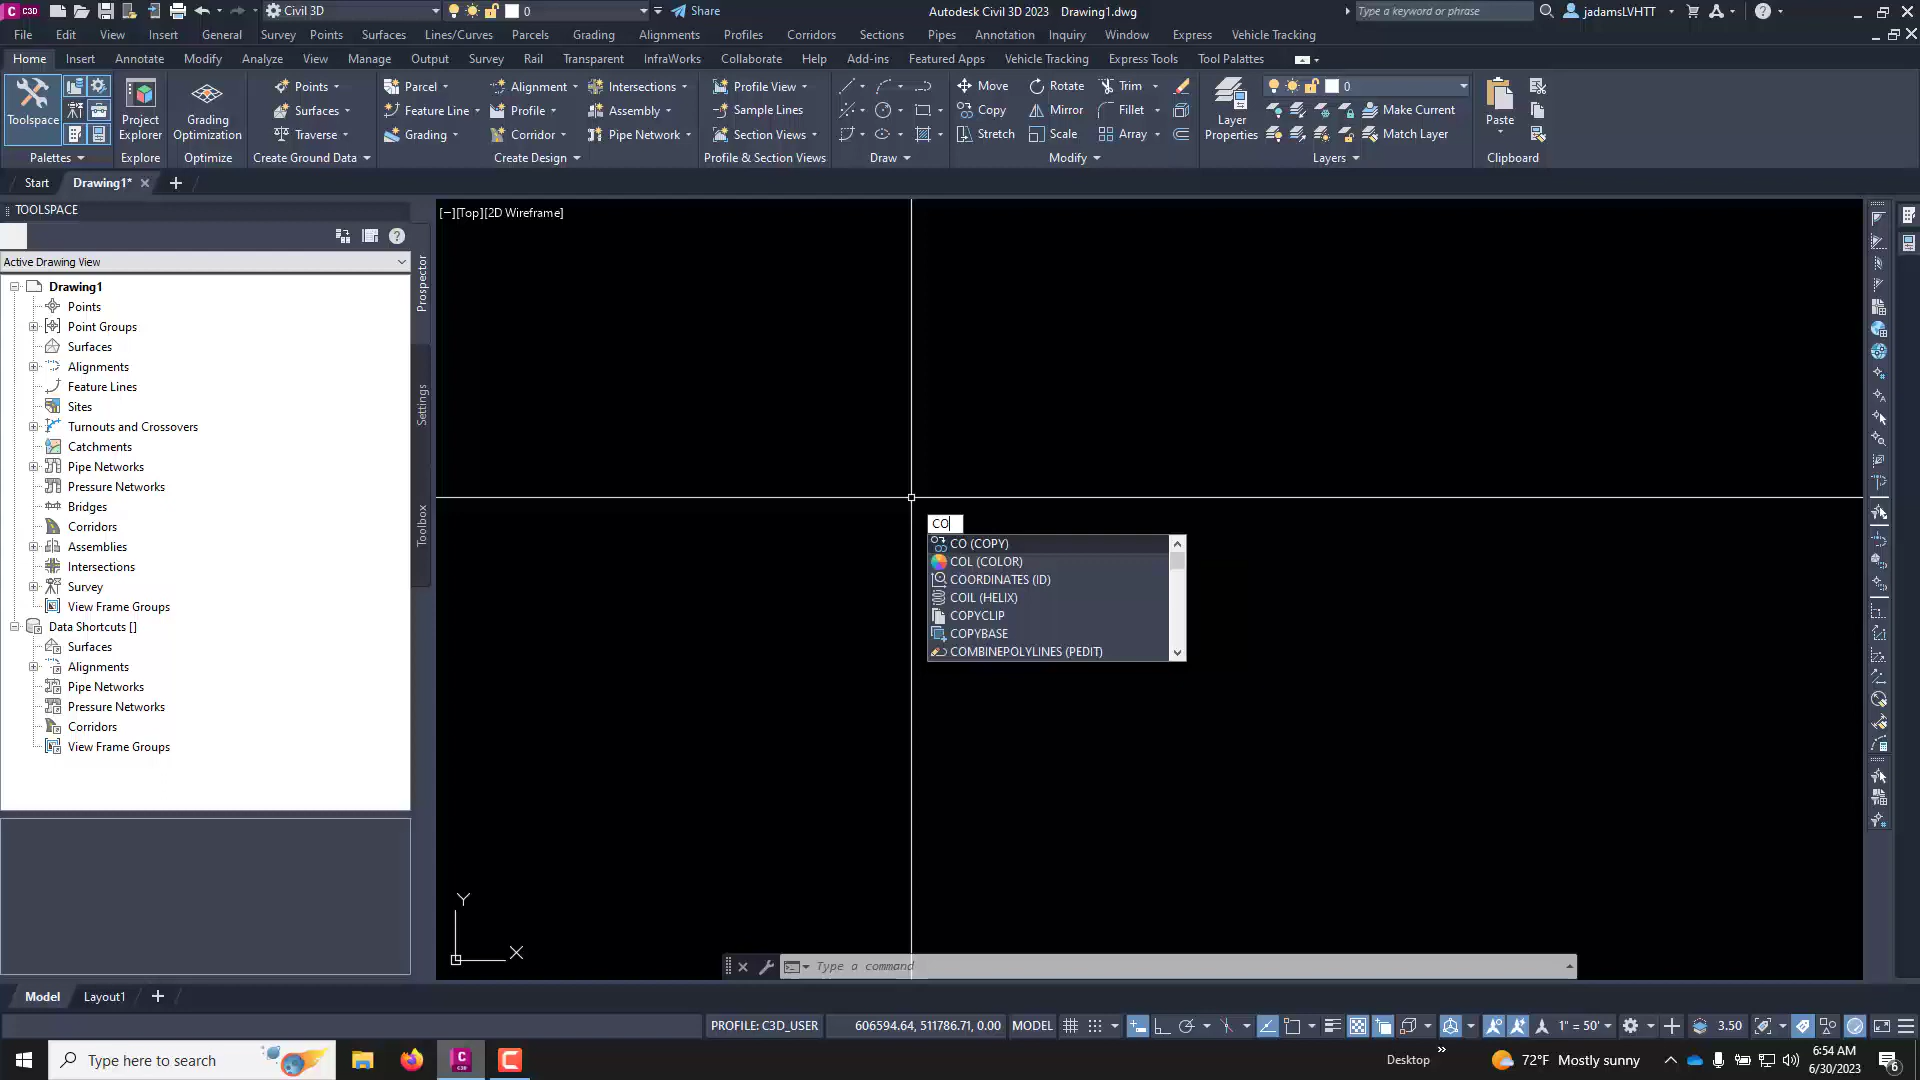 C3D Civil 3D 0 Share Autodesk Civil 3D 2023 Drawing1.dwg Type a keyword or phrase jadamsLVHTT
File Edit View Insert General Survey Points Surfaces Lines/Curves Parcels Grading Alignments Profiles Corridors Sections Pipes Annotation Inquiry Window Express Vehicle Tracking
Home Insert Annotate Modify Analyze View Manage Output Survey Rail Transparent InfraWorks Collaborate Help Add-ins Featured Apps Vehicle Tracking Express Tools Tool Palettes
Points Parcel Alignment Intersections Profile View Move Rotate Trim 0
Toolspace Project Explorer Grading Optimization Surfaces Feature Line Profile Assembly Sample Lines Copy Mirror Fillet Layer Properties Make Current Paste
Traverse Grading Corridor Pipe Network Section Views Stretch Scale Array Match Layer
Palettes Explore Optimize Create Ground Data Create Design Profile & Section Views Draw Modify Layers Clipboard
Start Drawing1*
TOOLSPACE
[−][Top][2D Wireframe]
Active Drawing View
Drawing1
Points
Point Groups
Surfaces
Alignments
Feature Lines
Sites
Turnouts and Crossovers
Catchments
Pipe Networks
Pressure Networks
Bridges
Corridors
Assemblies
Intersections
Survey
View Frame Groups
Data Shortcuts []
Surfaces
Alignments
Pipe Networks
Pressure Networks
Corridors
View Frame Groups
Prospector
Settings
Toolbox
CO
CO (COPY)
COL (COLOR)
COORDINATES (ID)
COIL (HELIX)
COPYCLIP
COPYBASE
COMBINEPOLYLINES (PEDIT)
Y
X
Type a command
Model Layout1
PROFILE: C3D_USER 606594.64, 511786.71, 0.00 MODEL 1" = 50' 3.50
Type here to search C3D Desktop 72°F Mostly sunny 6:54 AM
6/30/2023 6